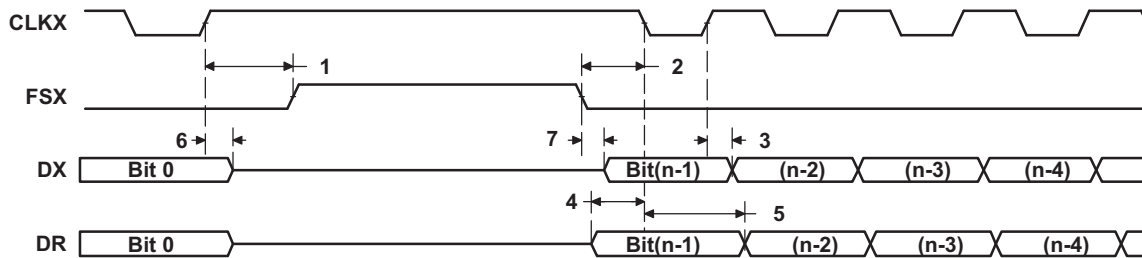 CLKX
1
2
FSX
6
7
3
DX
Bit 0
Bit(n-1)
(n-2)
(n-3)
(n-4)
4
5
DR
Bit 0
Bit(n-1)
(n-2)
(n-3)
(n-4)